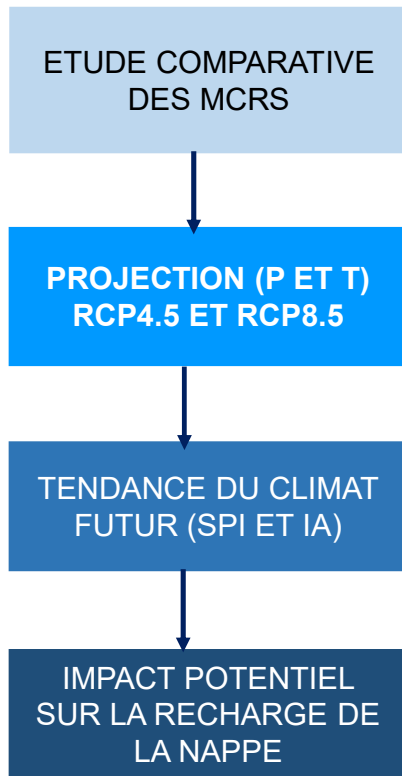 ETUDE COMPARATIVE
DES MCRS
PROJECTION (P ET T)
RCP4.5 ET RCP8.5
TENDANCE DU CLIMAT
FUTUR (SPI ET IA)
IMPACT POTENTIEL
SUR LA RECHARGE DE
LA NAPPE